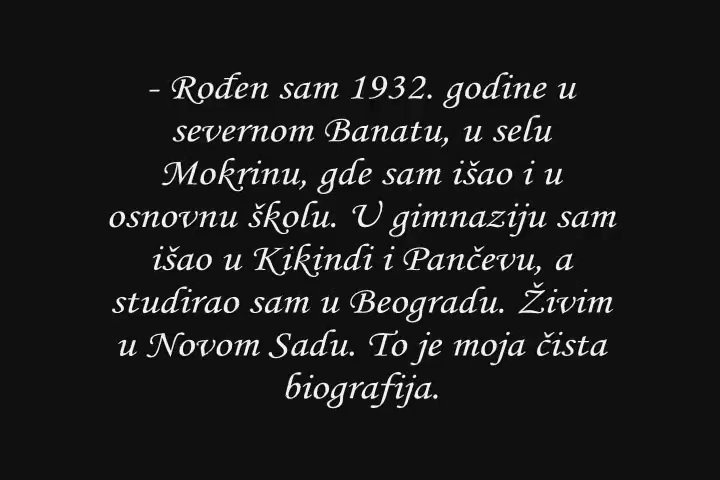 - Rođen sam 1932. godine u
severnom Banatu, u selu
Mokrinu, gde sam išao i u
osnovnu školu. U gimnaziju sam
išao u Kikindi i Pančevu, a
studirao sam u Beogradu. Živim
u Novom Sadu. To je moja čista
biografija.